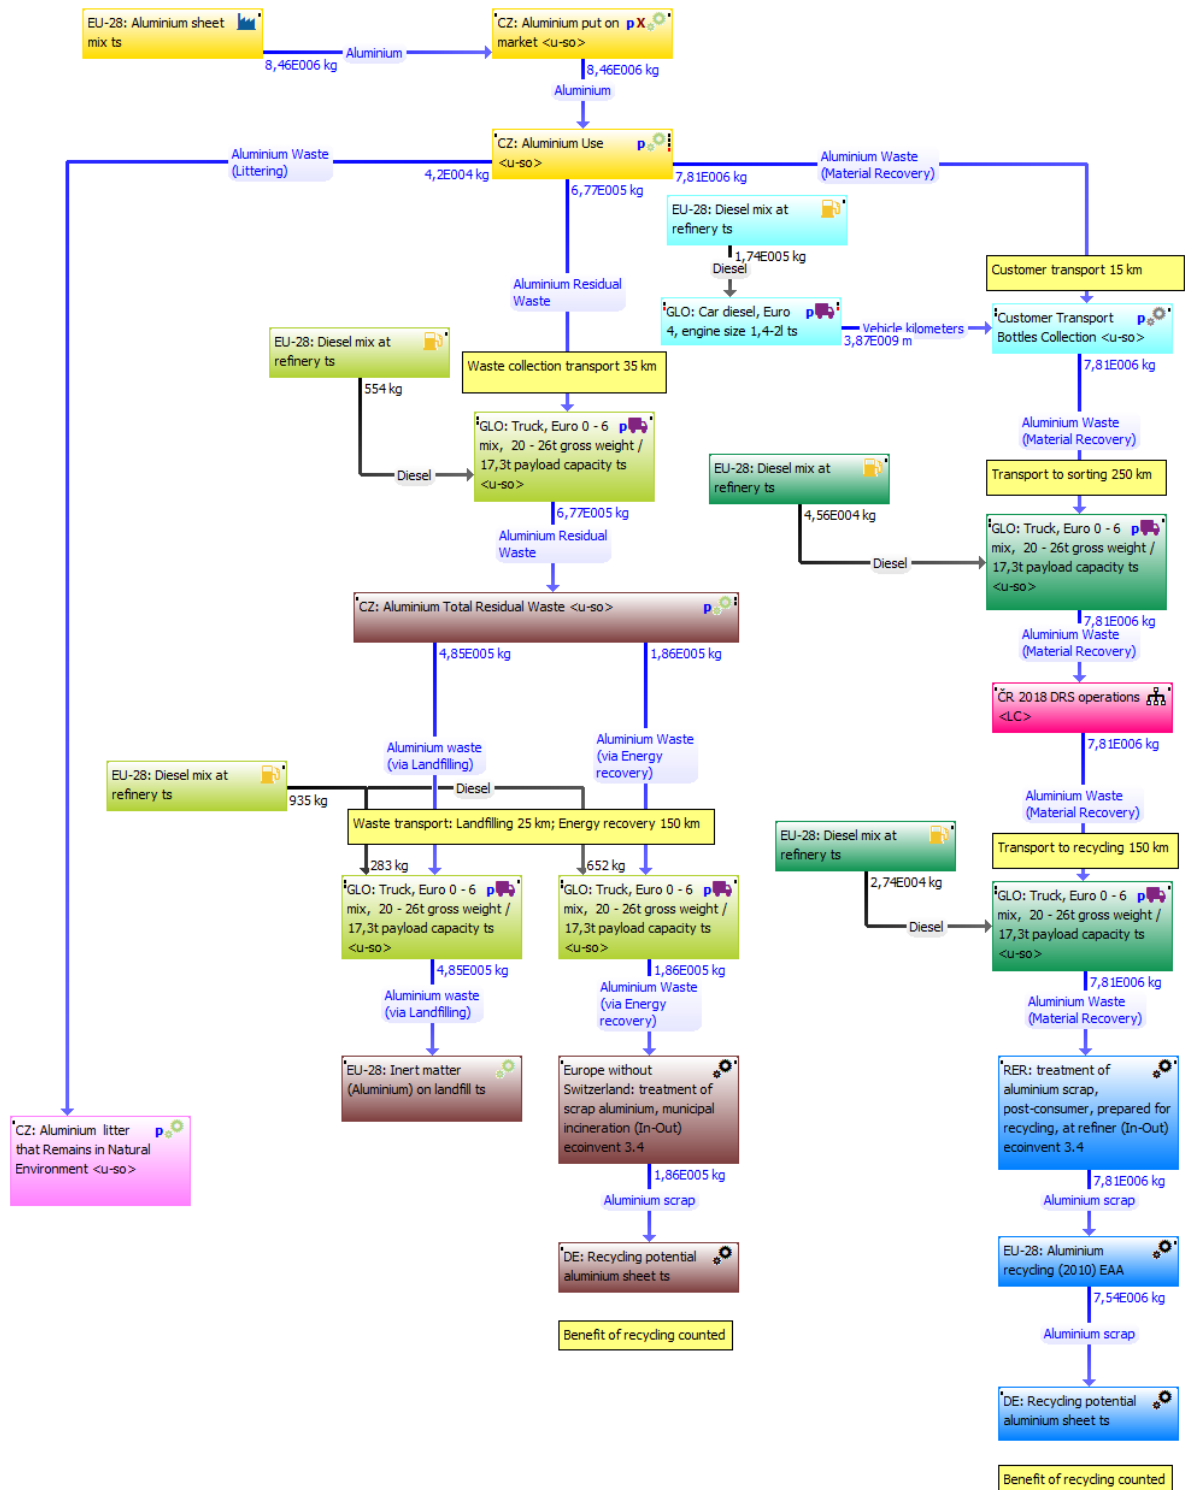 EU-28: Aluminium sheet
mix ts
CZ: Aluminium put on
market <u-so>
p X
Aluminium
8,46E006 kg
8,46E006 kg
Aluminium
CZ: Aluminium Use
<u-so>
p
Aluminium Waste
(Littering)
4,2E004 kg
6,77E005 kg
7,81E006 kg
Aluminium Waste
(Material Recovery)
EU-28: Diesel mix at
refinery ts
1,74E005 kg
Diesel
Customer transport 15 km
Aluminium Residual
Waste
GLO: Car diesel, Euro
4, engine size 1,4-2l ts
p
Vehicle kilometers
3,87E009 m
Customer Transport
Bottles Collection <u-so>
p
7,81E006 kg
EU-28: Diesel mix at
refinery ts
554 kg
Waste collection transport 35 km
GLO: Truck, Euro 0 - 6
mix, 20 - 26t gross weight /
17,3t payload capacity ts
<u-so>
p
Diesel
6,77E005 kg
Aluminium Residual
Waste
Aluminium Waste
(Material Recovery)
EU-28: Diesel mix at
refinery ts
Transport to sorting 250 km
4,56E004 kg
GLO: Truck, Euro 0 - 6
mix, 20 - 26t gross weight /
17,3t payload capacity ts
<u-so>
p
Diesel
7,81E006 kg
Aluminium Waste
(Material Recovery)
CZ: Aluminium Total Residual Waste <u-so>
p
4,85E005 kg
1,86E005 kg
ČR 2018 DRS operations
<LC>
7,81E006 kg
Aluminium waste
(via Landfilling)
Aluminium Waste
(via Energy
recovery)
EU-28: Diesel mix at
refinery ts
935 kg
Diesel
Waste transport: Landfilling 25 km; Energy recovery 150 km
283 kg
652 kg
Aluminium Waste
(Material Recovery)
EU-28: Diesel mix at
refinery ts
Transport to recycling 150 km
2,74E004 kg
GLO: Truck, Euro 0 - 6
mix, 20 - 26t gross weight /
17,3t payload capacity ts
<u-so>
p
GLO: Truck, Euro 0 - 6
mix, 20 - 26t gross weight /
17,3t payload capacity ts
<u-so>
p
GLO: Truck, Euro 0 - 6
mix, 20 - 26t gross weight /
17,3t payload capacity ts
<u-so>
p
Diesel
4,85E005 kg
1,86E005 kg
7,81E006 kg
Aluminium waste
(via Landfilling)
Aluminium Waste
(via Energy
recovery)
Aluminium Waste
(Material Recovery)
EU-28: Inert matter
(Aluminium) on landfill ts
Europe without
Switzerland: treatment of
scrap aluminium, municipal
incineration (In-Out)
ecoinvent 3.4
RER: treatment of
aluminium scrap,
post-consumer, prepared for
recycling, at refiner (In-Out)
ecoinvent 3.4
CZ: Aluminium litter
that Remains in Natural
Environment <u-so>
p
1,86E005 kg
Aluminium scrap
7,81E006 kg
Aluminium scrap
DE: Recycling potential
aluminium sheet ts
EU-28: Aluminium
recycling (2010) EAA
7,54E006 kg
Benefit of recycling counted
Aluminium scrap
DE: Recycling potential
aluminium sheet ts
Benefit of recycling counted